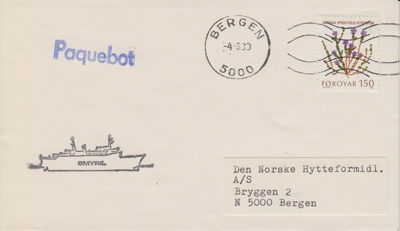 BERGEN
5000
Paquebot
FØROYAR 150
SMYRIL
Den Norske Hytteformidl.
A/S
Bryggen 2
N 5000 Bergen